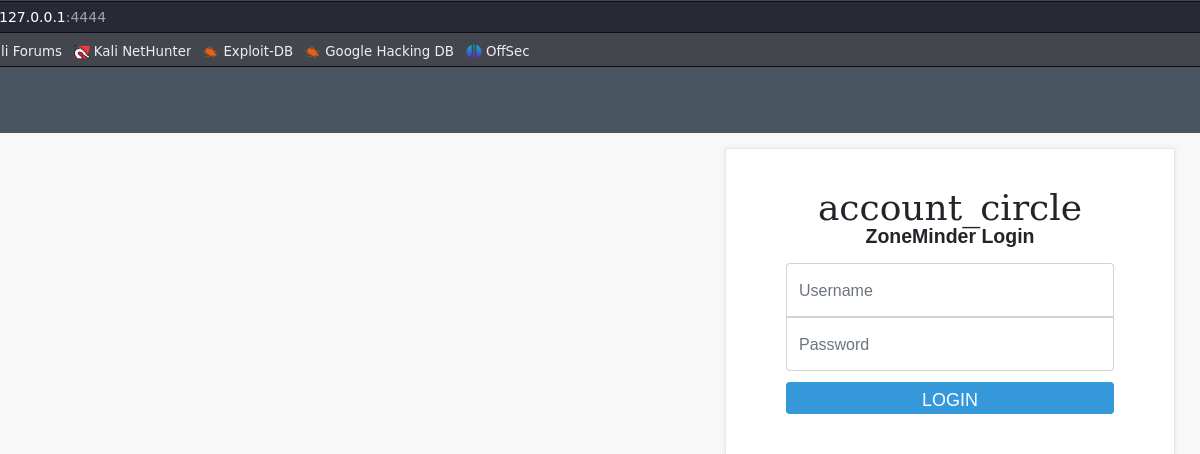 127.0.0.1:4444
li Forums Kali NetHunter Exploit-DB Google Hacking DB OffSec
account_circle
ZoneMinder Login
Username
Password
LOGIN